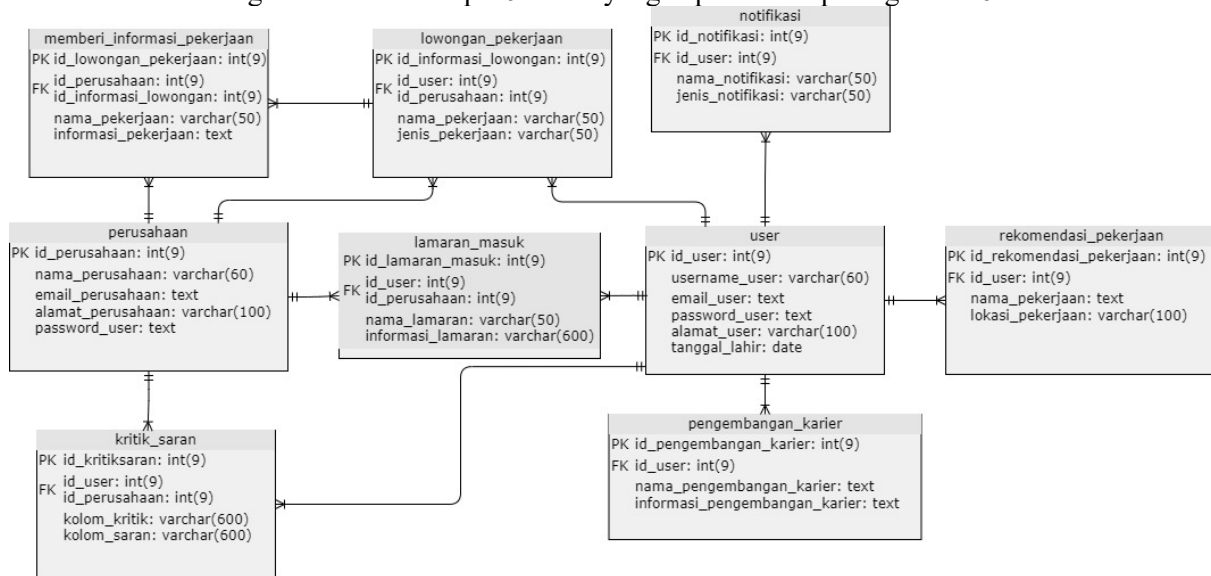 notifikasi
PK id_notifikasi: int(9)
FK id_user: int(9)
nama_notifikasi: varchar(50)
jenis_notifikasi: varchar(50)
memberi_informasi_pekerjaan
PK id_lowongan_pekerjaan: int(9)
FK id_perusahaan: int(9)
id_informasi_lowongan: int(9)
nama_pekerjaan: varchar(50)
informasi_pekerjaan: text
lowongan_pekerjaan
PK id_informasi_lowongan: int(9)
FK id_user: int(9)
id_perusahaan: int(9)
nama_pekerjaan: varchar(50)
jenis_pekerjaan: varchar(50)
perusahaan
PK id_perusahaan: int(9)
nama_perusahaan: varchar(60)
email_perusahaan: text
alamat_perusahaan: varchar(100)
password_user: text
lamaran_masuk
PK id_lamaran_masuk: int(9)
FK id_user: int(9)
id_perusahaan: int(9)
nama_lamaran: varchar(50)
informasi_lamaran: varchar(600)
user
PK id_user: int(9)
username_user: varchar(60)
email_user: text
password_user: text
alamat_user: varchar(100)
tanggal_lahir: date
rekomendasi_pekerjaan
PK id_rekomendasi_pekerjaan: int(9)
FK id_user: int(9)
nama_pekerjaan: text
lokasi_pekerjaan: varchar(100)
kritik_saran
PK id_kritiksaran: int(9)
FK id_user: int(9)
id_perusahaan: int(9)
kolom_kritik: varchar(600)
kolom_saran: varchar(600)
pengembangan_karier
PK id_pengembangan_karier: int(9)
FK id_user: int(9)
nama_pengembangan_karier: text
informasi_pengembangan_karier: text